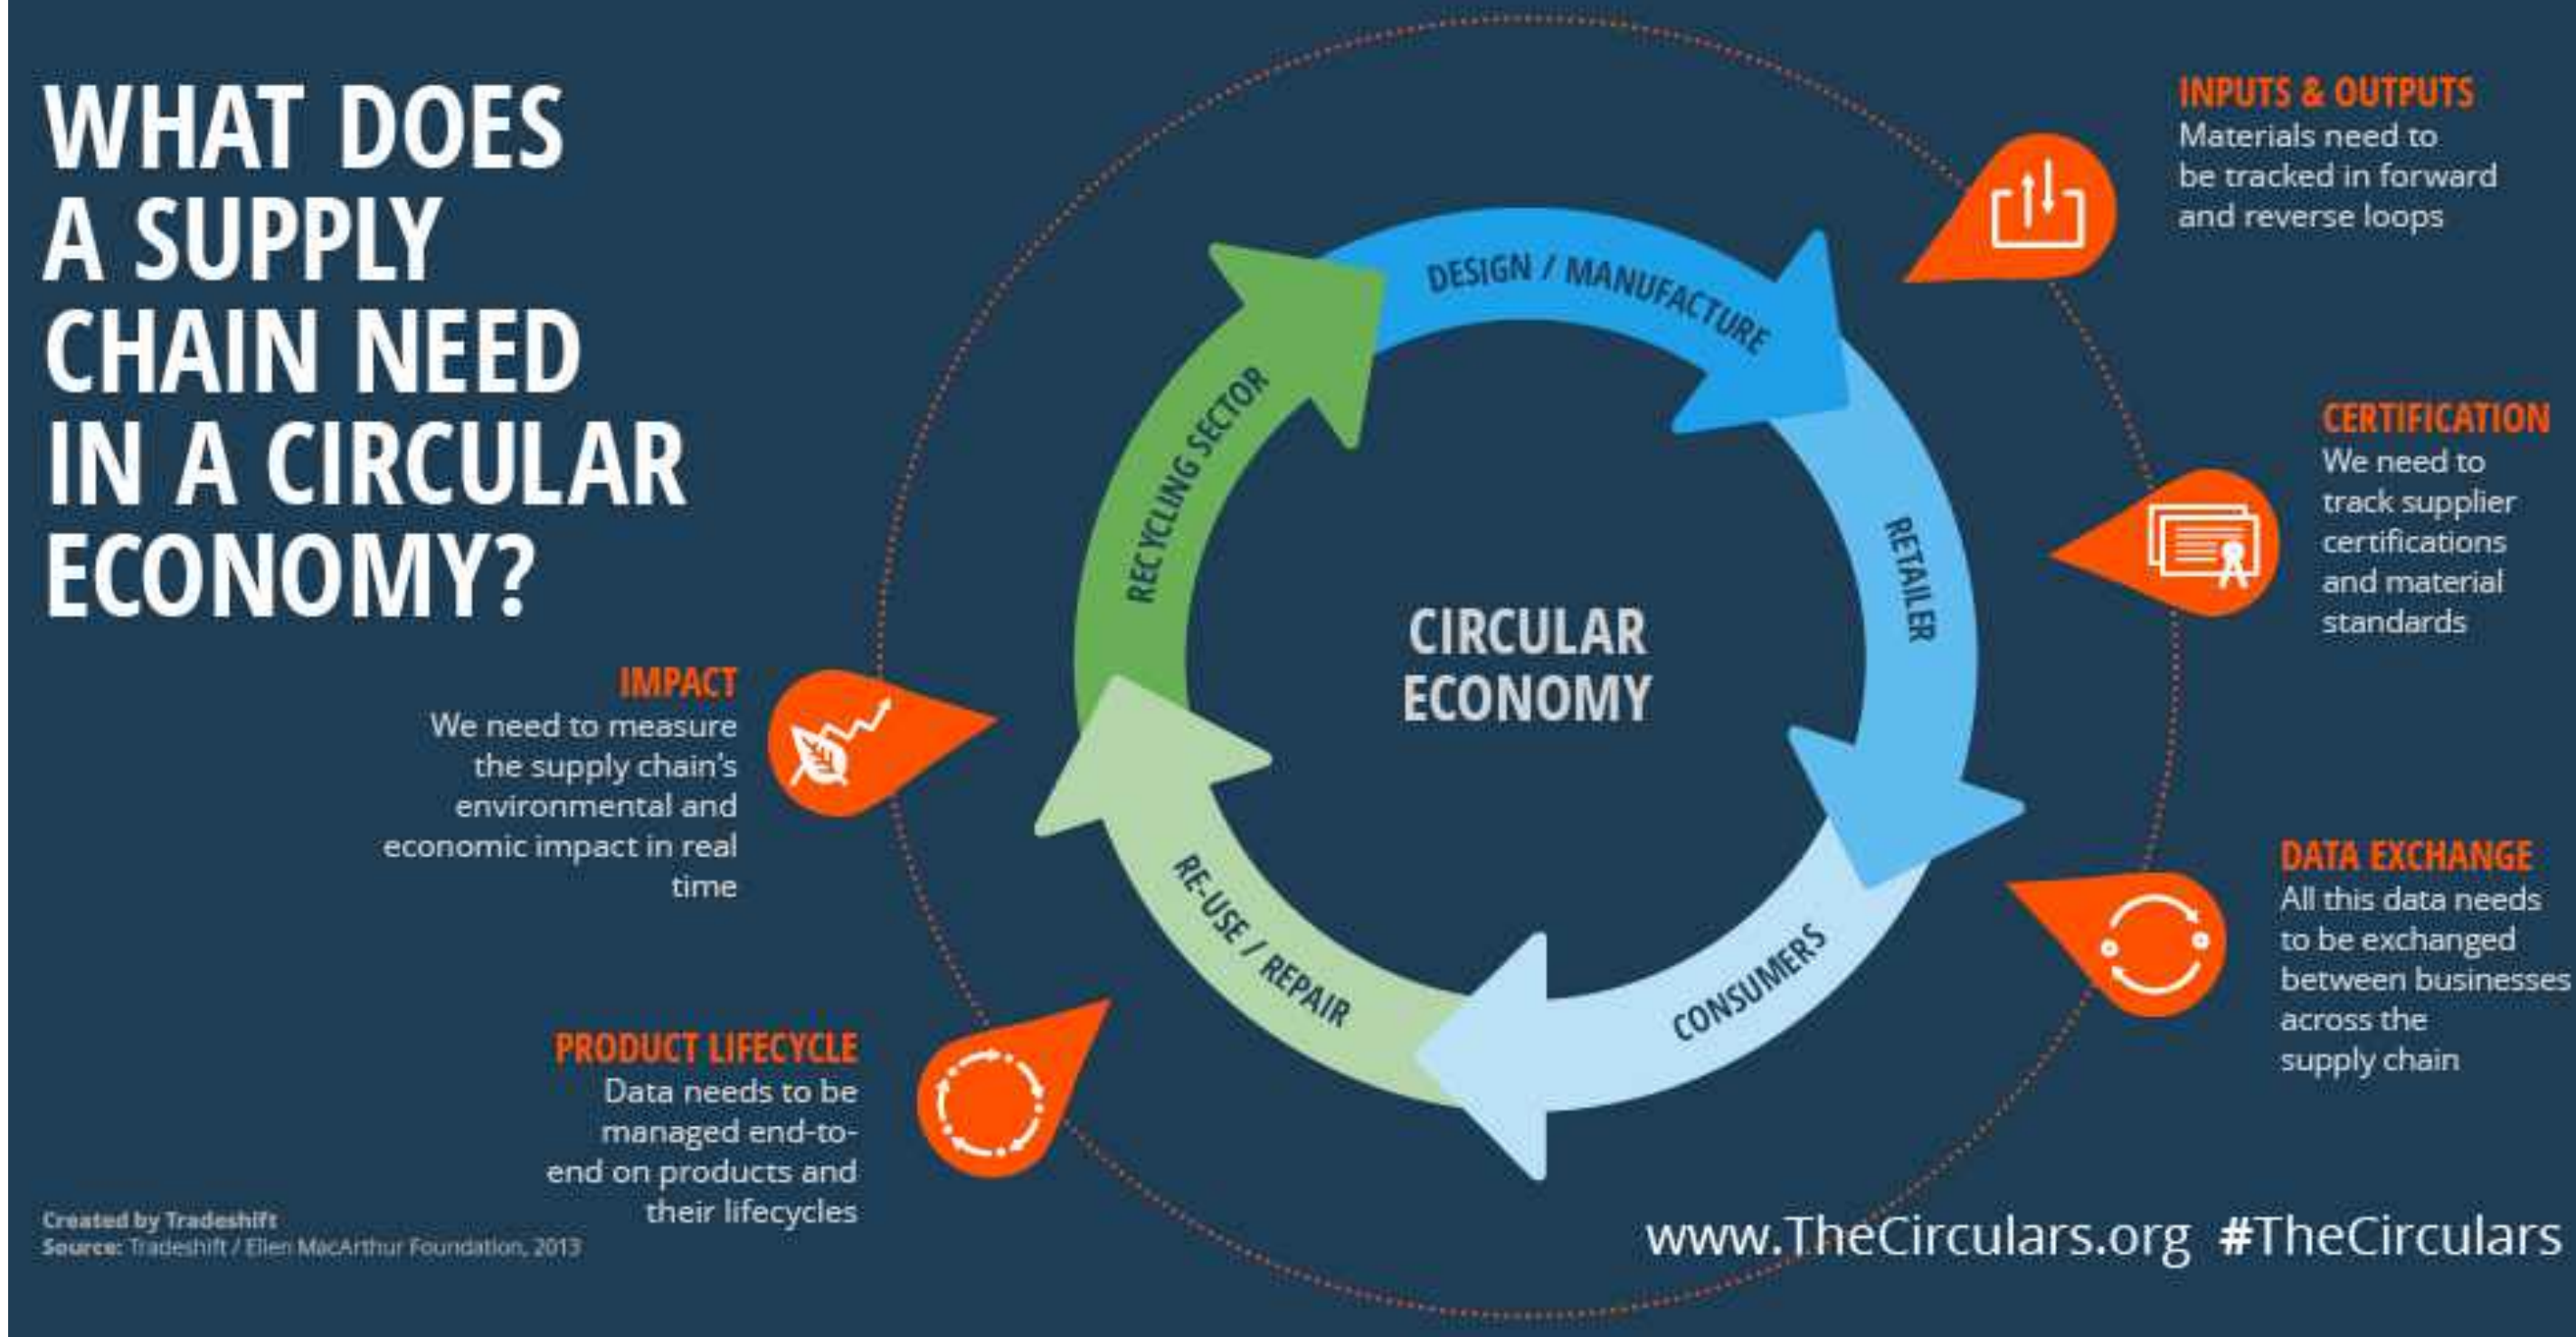 WHAT DOES
A SUPPLY
CHAIN NEED
IN A CIRCULAR
ECONOMY?
INPUTS & OUTPUTS
Materials need to
be tracked in forward
and reverse loops
CERTIFICATION
We need to
track supplier
certifications
and material
standards
DATA EXCHANGE
All this data needs
to be exchanged
between businesses
across the
supply chain
PRODUCT LIFECYCLE
Data needs to be
managed end-to-
end on products and
their lifecycles
IMPACT
We need to measure
the supply chain's
environmental and
economic impact in real
time
DESIGN / MANUFACTURE
RETAILER
CONSUMERS
RE-USE / REPAIR
RECYCLING SECTOR
CIRCULAR
ECONOMY
Created by Tradeshift
Source: Tradeshift / Ellen MacArthur Foundation, 2013
www.TheCirculars.org #TheCirculars